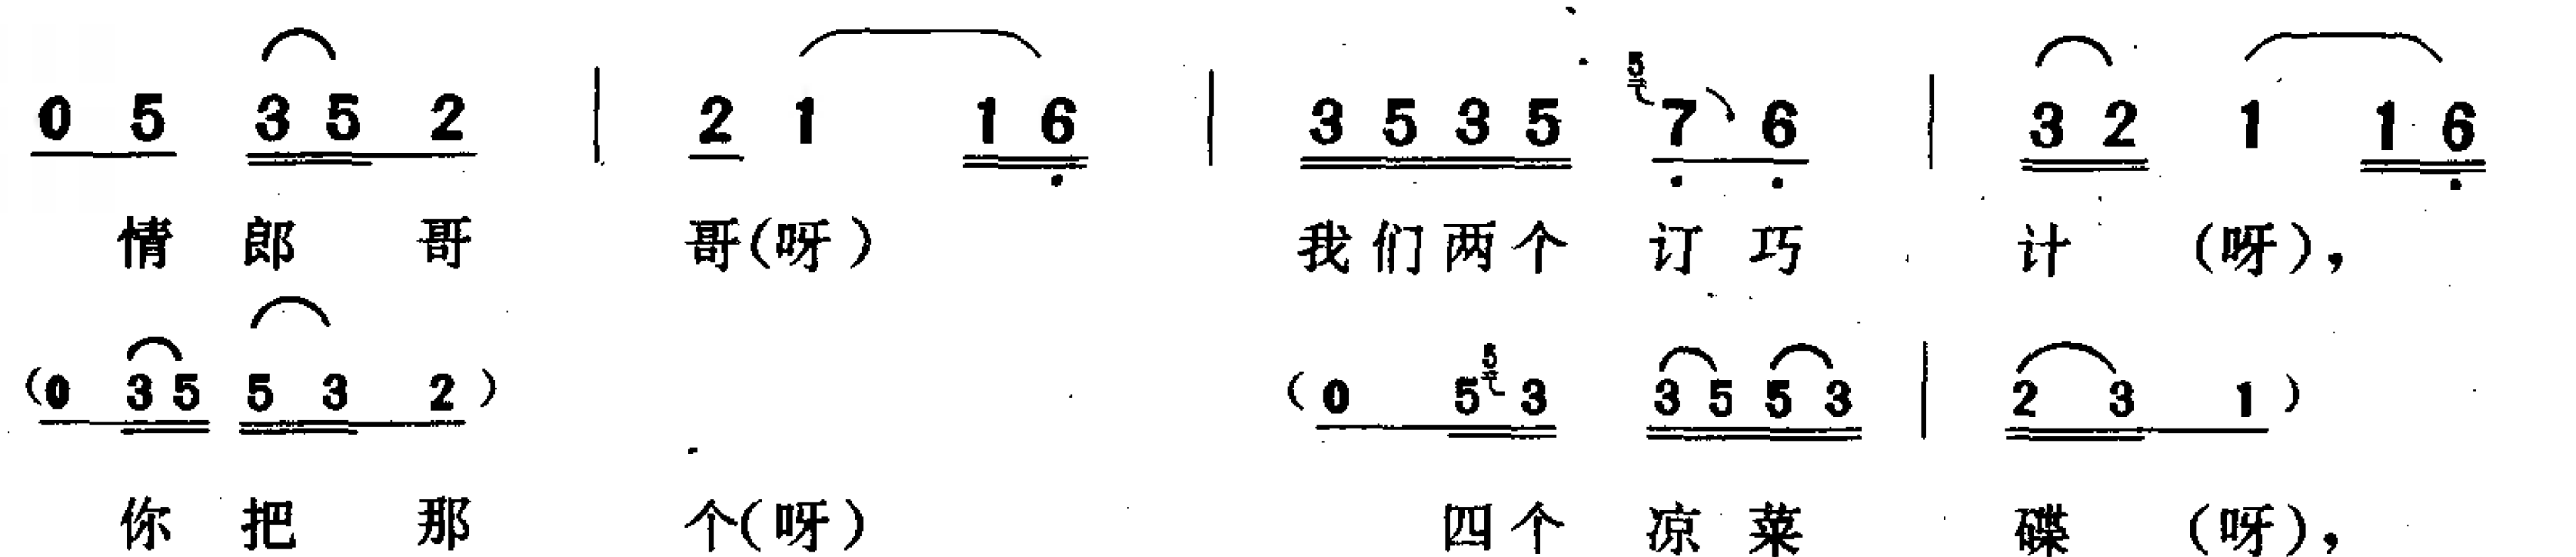 0 5 3 5 2 | 2 1 1 6 | 3 5 3 5 5 7 6 | 3 2 1 1 6
情 郎 哥 哥(呀) 我们两个 订巧 计 (呀),
(0 3 5 5 3 2) (0 5 5 3 3 5 5 3 | 2 3 1)
你 把 那 个(呀) 四个 凉菜 碟 (呀),